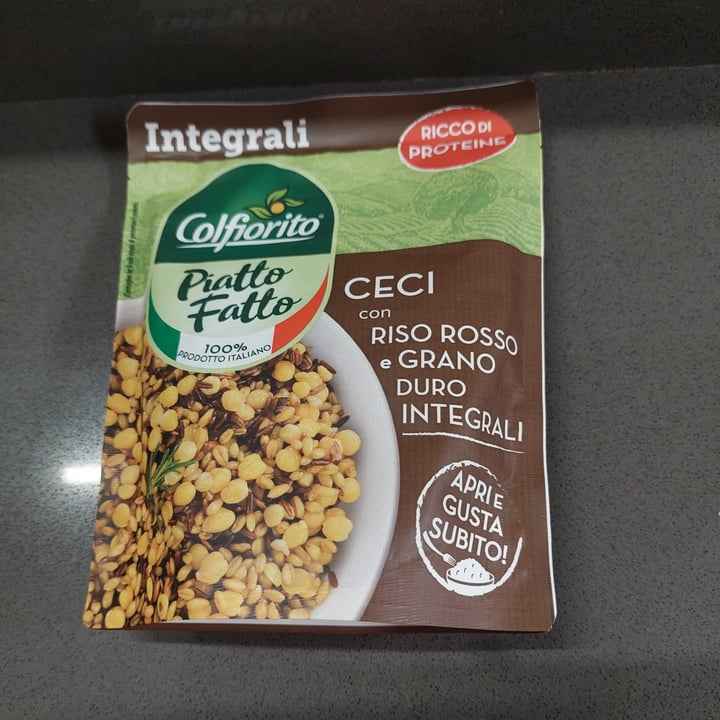 Integrali
RICCO DI
PROTEINE
Colfiorito
Piatto
Fatto
100%
PRODOTTO ITALIANO
CECI
con
RISO ROSSO
e GRANO
DURO
INTEGRALI
APRI E
GUSTA
SUBITO!